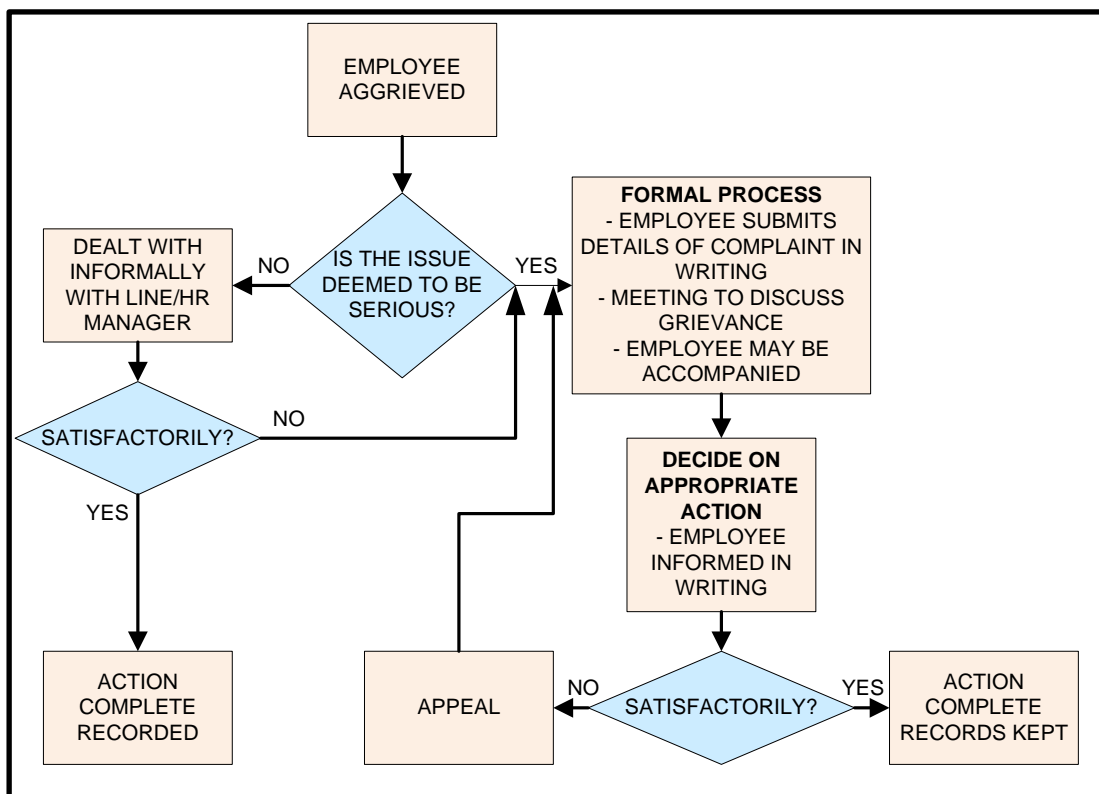 EMPLOYEE
AGGRIEVED
IS THE ISSUE
DEEMED TO BE
SERIOUS?
NO
YES
DEALT WITH
INFORMALLY
WITH LINE/HR
MANAGER
SATISFACTORILY?
NO
YES
ACTION
COMPLETE
RECORDED
FORMAL PROCESS
- EMPLOYEE SUBMITS
DETAILS OF COMPLAINT IN
WRITING
- MEETING TO DISCUSS
GRIEVANCE
- EMPLOYEE MAY BE
ACCOMPANIED
DECIDE ON
APPROPRIATE
ACTION
- EMPLOYEE
INFORMED IN
WRITING
SATISFACTORILY?
NO
YES
APPEAL
ACTION
COMPLETE
RECORDS KEPT